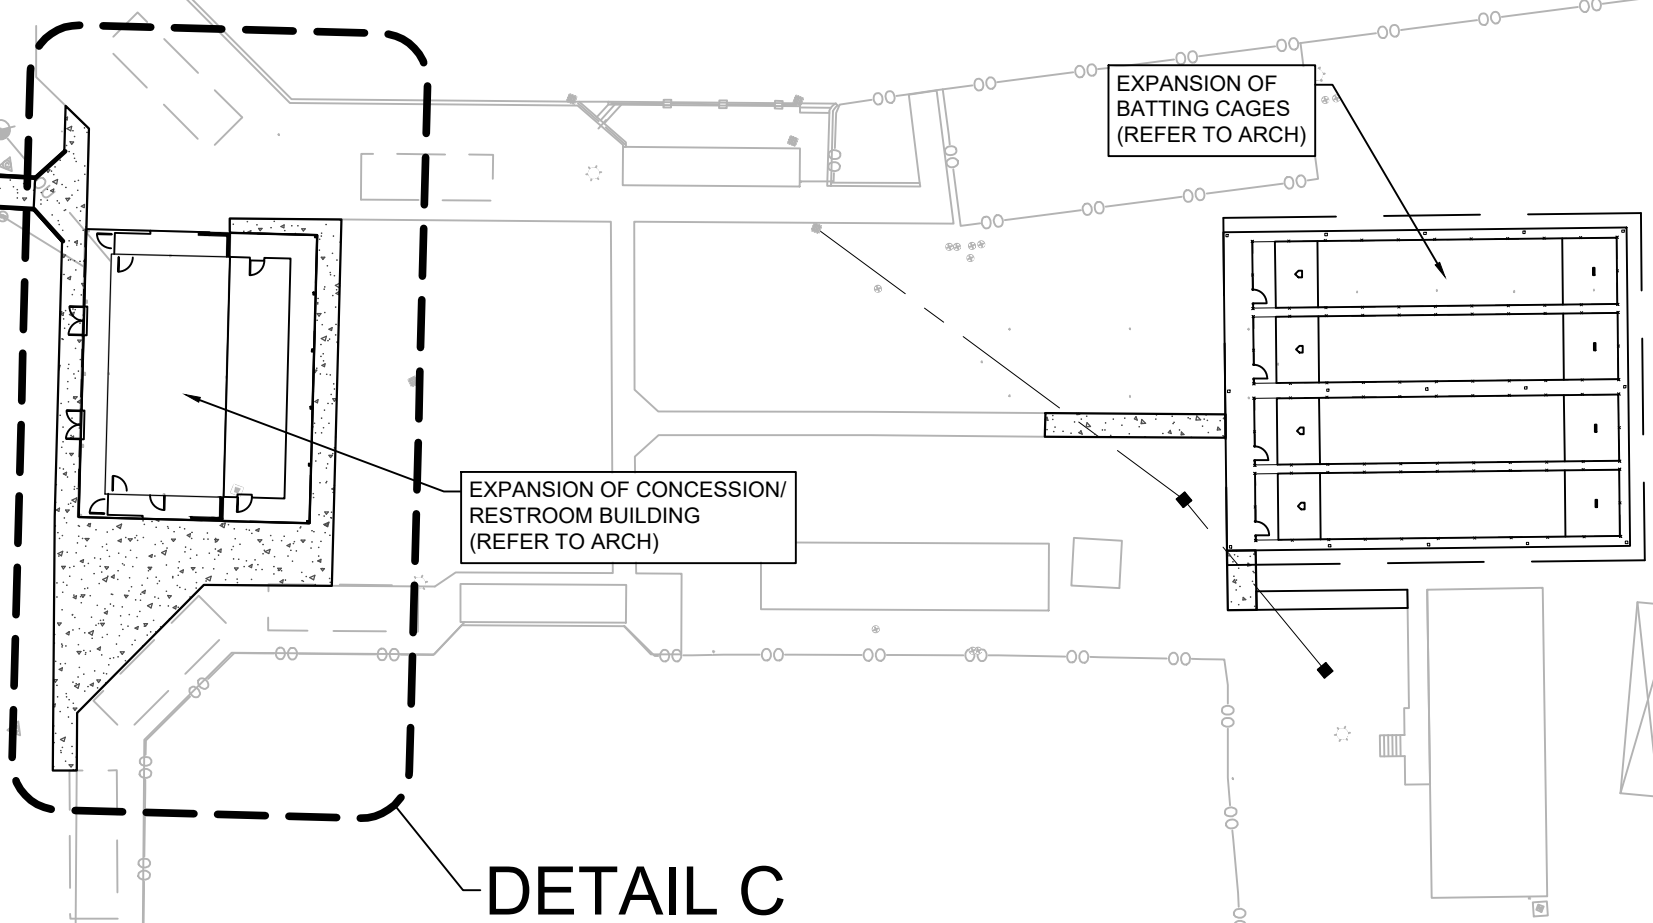 EXPANSION OF
BATTING CAGES
(REFER TO ARCH)
EXPANSION OF CONCESSION/
RESTROOM BUILDING
(REFER TO ARCH)
DETAIL C